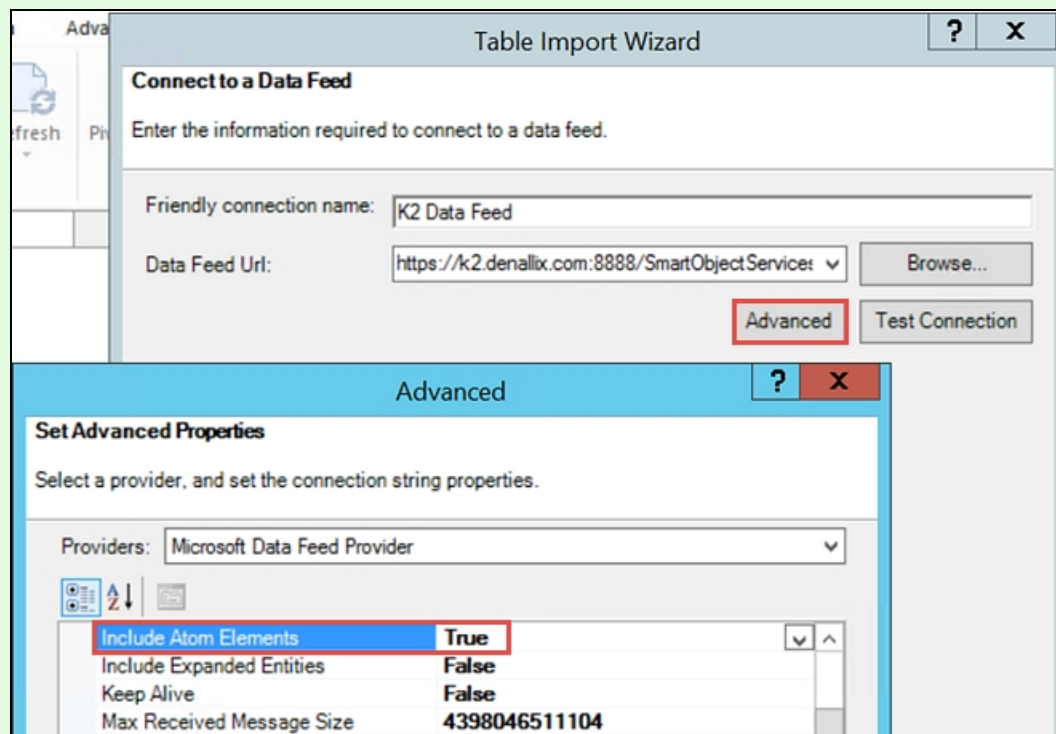 Adva
Table Import Wizard
? X
Connect to a Data Feed
efresh
Enter the information required to connect to a data feed.
Friendly connection name: K2 Data Feed
Data Feed Url: https://k2.denallix.com:8888/SmartObjectServices Browse...
Advanced Test Connection
Advanced
? X
Set Advanced Properties
Select a provider, and set the connection string properties.
Providers: Microsoft Data Feed Provider
A
Z
Include Atom Elements True
Include Expanded Entities False
Keep Alive False
Max Received Message Size 4398046511104